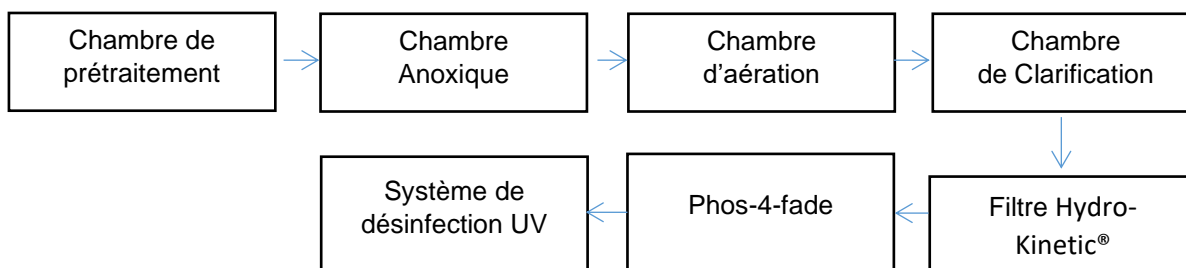 Chambre de
prétraitement
Chambre
Anoxique
Chambre
d’aération
Chambre
de Clarification
Filtre Hydro-
Kinetic®
Phos-4-fade
Système de
désinfection UV